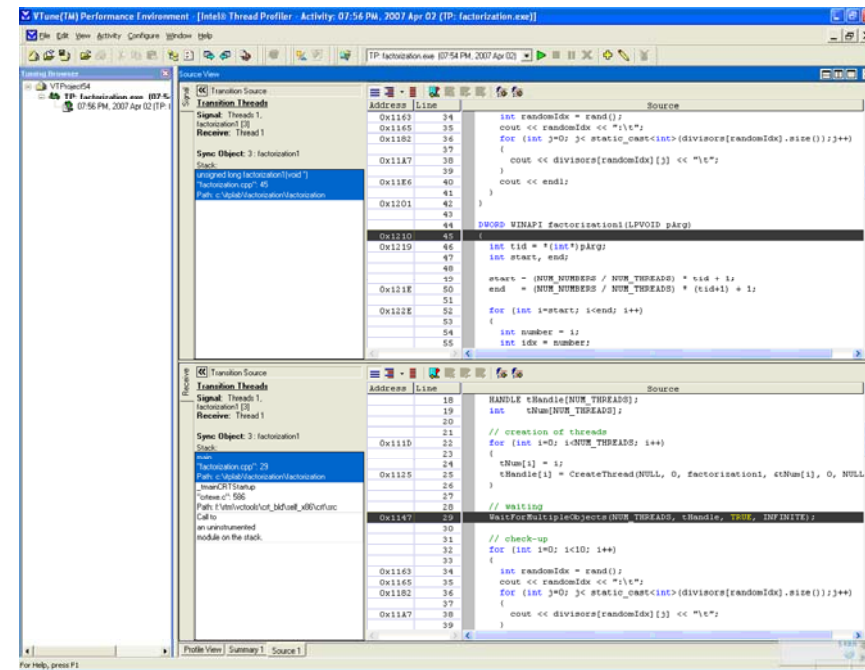 VTune(TM) Performance Environment - [Intel® Thread Profiler - Activity: 07:56 PM, 2007 Apr 02 (TP: factorization.exe)]
File Edit View Activity Configure Window Help
TP: factorization.exe (07:54 PM, 2007 Apr 02)
Tuning Browser
VTProject54
TP: factorization.exe (07:5
07:56 PM, 2007 Apr 02 (TP: f
Source View
Signal
Transition Source
Transition Threads
Signal: Threads 1,
factorization1 [3]
Receive: Thread 1
Sync Object: 3 : factorization1
Stack:
unsigned long factorization1(void *)
"factorization.cpp": 45
Path: c:\itplab\factorization\factorization
Address Line Source
0x1163 34 int randomIdx = rand();
0x1165 35 cout << randomIdx << ":\t";
0x1182 36 for (int j=0; j< static_cast<int>(divisors[randomIdx].size());j++)
37 {
0x11A7 38 cout << divisors[randomIdx][j] << "\t";
39 }
0x11E6 40 cout << endl;
41 }
0x1201 42 }
43
44 DWORD WINAPI factorization1(LPVOID pArg)
0x1210 45 {
0x1219 46 int tid = *(int*)pArg;
47 int start, end;
48
49 start = (NUM_NUMBERS / NUM_THREADS) * tid + 1;
0x121E 50 end = (NUM_NUMBERS / NUM_THREADS) * (tid+1) + 1;
51
0x122E 52 for (int i=start; i<end; i++)
53 {
54 int number = i;
55 int idx = number;
Receive
Transition Source
Transition Threads
Signal: Threads 1,
factorization1 [3]
Receive: Thread 1
Sync Object: 3 : factorization1
Stack:
main
"factorization.cpp": 29
Path: c:\itplab\factorization\factorization
_tmainCRTStartup
"crtexe.c": 586
Path: f:\rtm\vctools\crt_bld\self_x86\crt\src
Call to
an uninstrumented
module on the stack.
Address Line Source
18 HANDLE tHandle[NUM_THREADS];
19 int tNum[NUM_THREADS];
20
21 // creation of threads
0x111D 22 for (int i=0; i<NUM_THREADS; i++)
23 {
24 tNum[i] = i;
0x1125 25 tHandle[i] = CreateThread(NULL, 0, factorization1, &tNum[i], 0, NULL
26 }
27
28 // waiting
0x1147 29 WaitForMultipleObjects(NUM_THREADS, tHandle, TRUE, INFINITE);
30
31 // check-up
32 for (int i=0; i<10; i++)
33 {
0x1163 34 int randomIdx = rand();
0x1165 35 cout << randomIdx << ":\t";
0x1182 36 for (int j=0; j< static_cast<int>(divisors[randomIdx].size());j++)
37 {
0x11A7 38 cout << divisors[randomIdx][j] << "\t";
39 }
Profile View Summary 1 Source 1
For Help, press F1